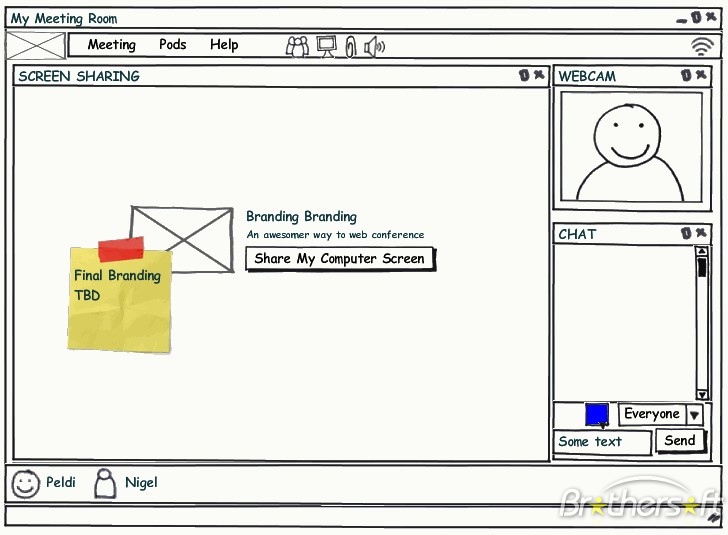 My Meeting Room
Meeting Pods Help
SCREEN SHARING
WEBCAM
Branding Branding
An awesomer way to web conference
Share My Computer Screen
Final Branding
TBD
CHAT
Everyone
Some text
Send
Peldi
Nigel
Brothersoft